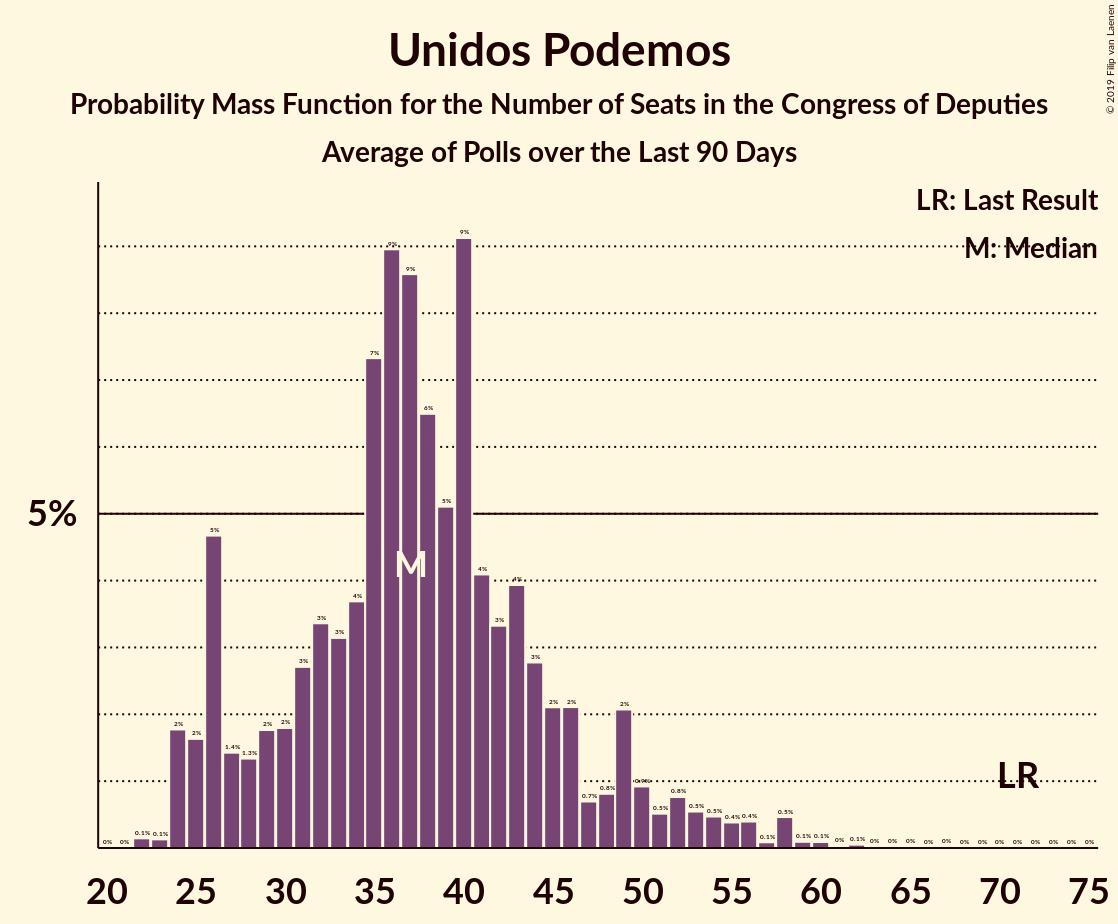 © 2019 Filip van Laenen
Unidos Podemos
Probability Mass Function for the Number of Seats in the Congress of Deputies
Average of Polls over the Last 90 Days
LR: Last Result
M: Median
5%
0% 0% 0.1% 0.1% 2% 2% 5% 1.4% 1.3% 2% 2% 3% 3% 3% 4% 7% 9% 9% 6% 5% 9% 4% 3% 4% 3% 2% 2% 0.7% 0.8% 2% 0.9% 0.5% 0.8% 0.5% 0.5% 0.4% 0.4% 0.1% 0.5% 0.1% 0.1% 0% 0.1% 0% 0% 0% 0% 0% 0% 0% 0% 0% 0% 0% 0% 0%
M
LR
20 25 30 35 40 45 50 55 60 65 70 75